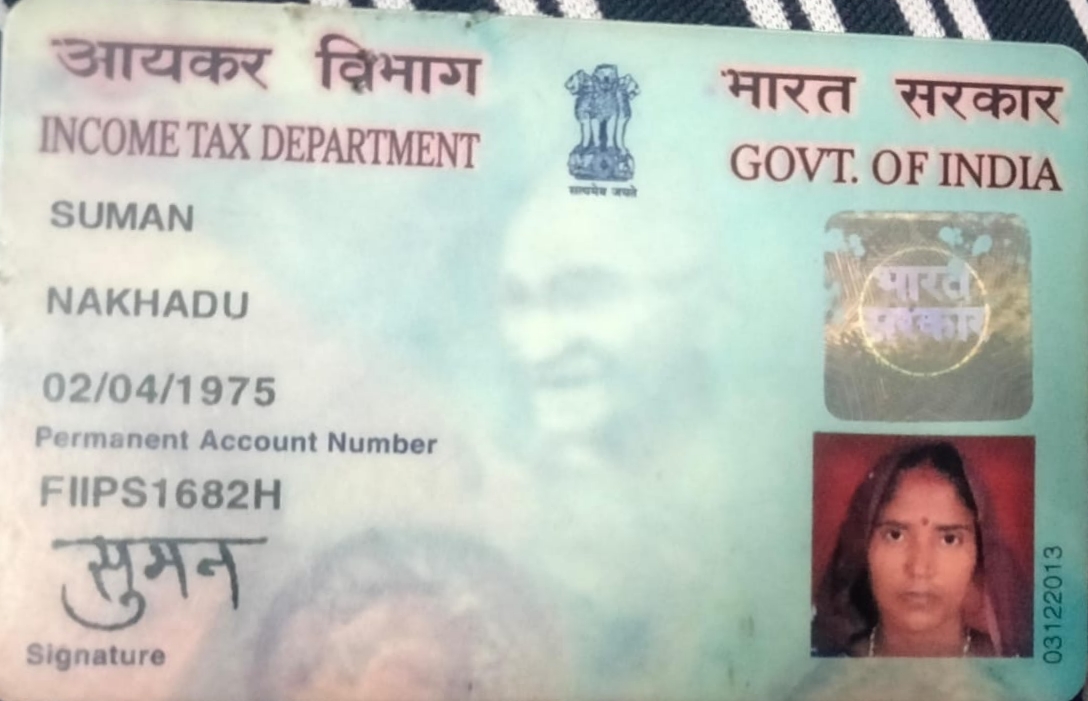 आयकर विभाग
INCOME TAX DEPARTMENT
सत्यमेव जयते
भारत सरकार
GOVT. OF INDIA
SUMAN
NAKHADU
02/04/1975
Permanent Account Number
FIIPS1682H
सुमन
Signature
भारत
सरकार
03122013